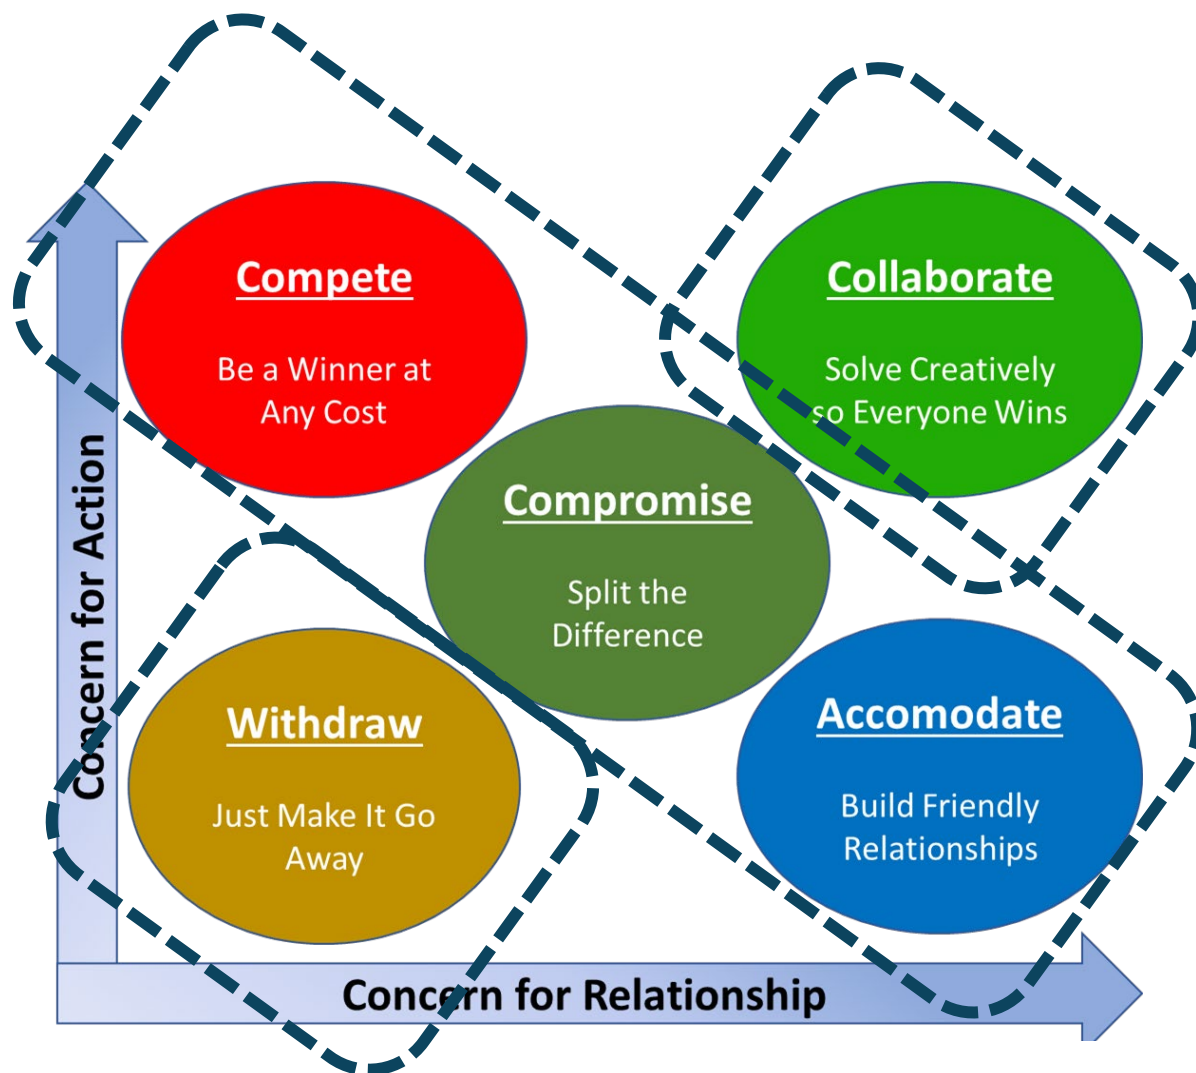 Compete
Be a Winner at
Any Cost
Collaborate
Solve Creatively
so Everyone Wins
Compromise
Split the
Difference
Withdraw
Just Make It Go
Away
Accomodate
Build Friendly
Relationships
Concern for Action
Concern for Relationship